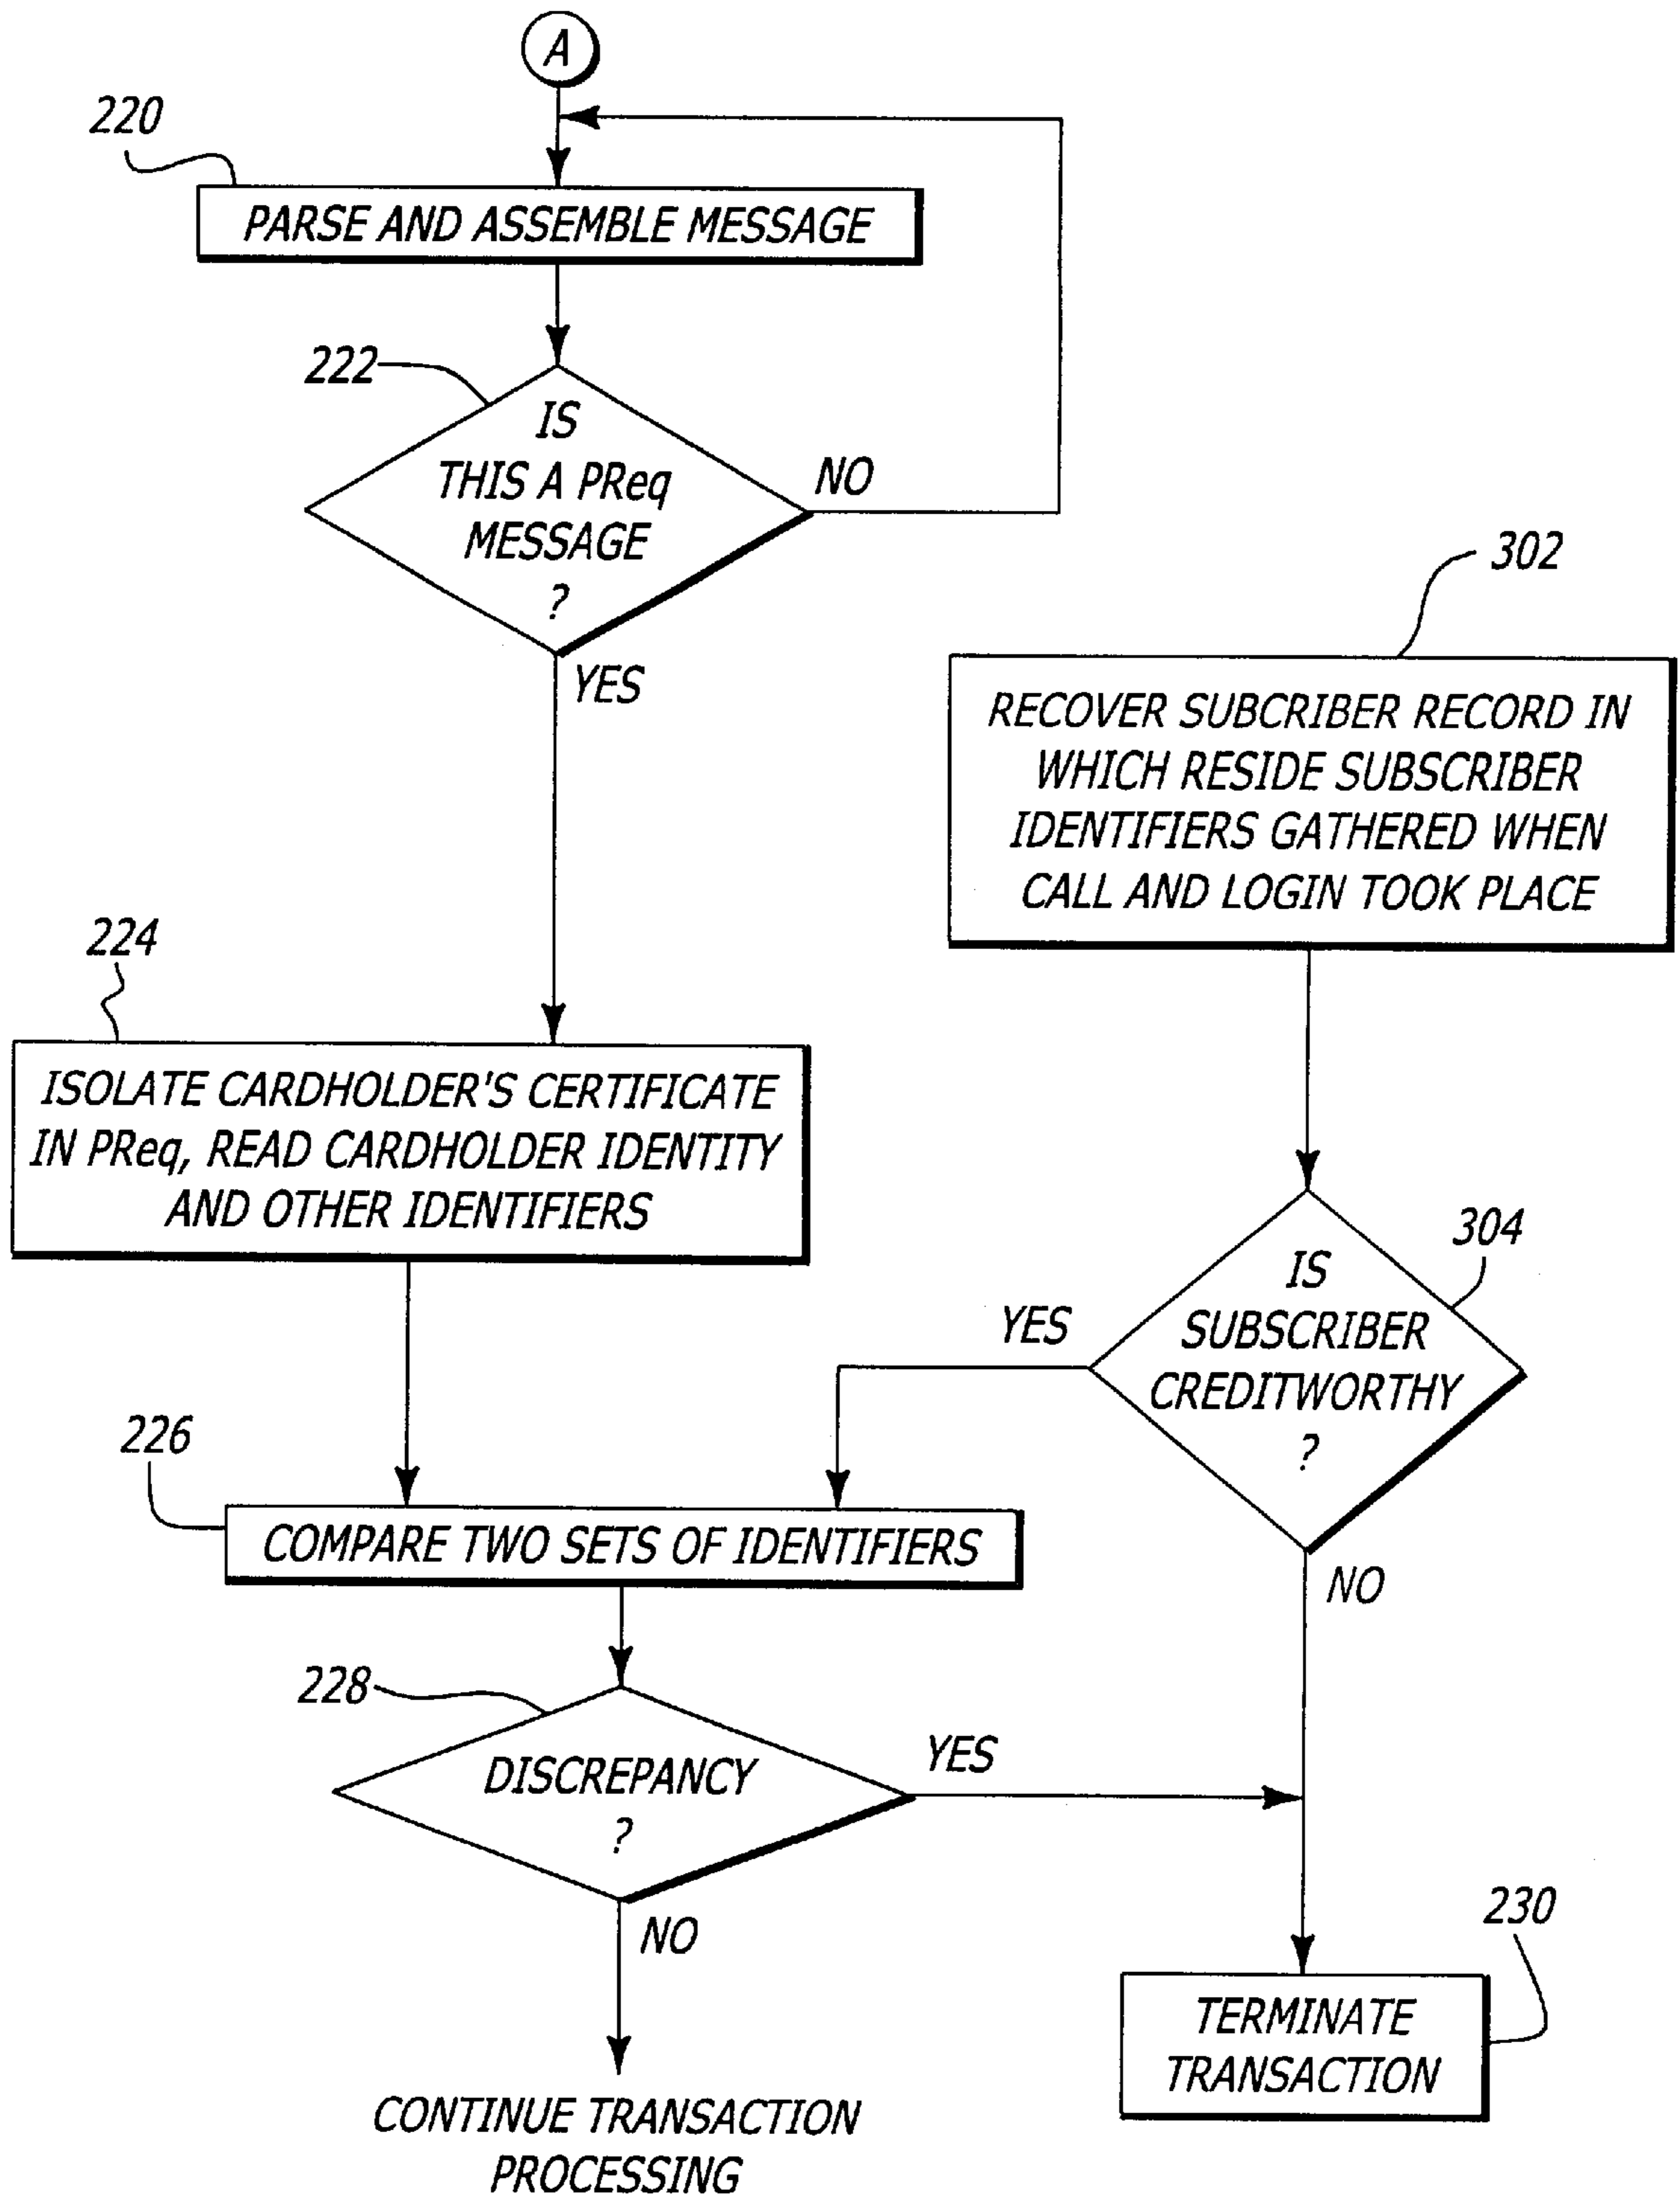 A
220
PARSE AND ASSEMBLE MESSAGE
222
IS
THIS A PReq
MESSAGE
?
NO
YES
302
RECOVER SUBCRIBER RECORD IN
WHICH RESIDE SUBSCRIBER
IDENTIFIERS GATHERED WHEN
CALL AND LOGIN TOOK PLACE
224
ISOLATE CARDHOLDER'S CERTIFICATE
IN PReq, READ CARDHOLDER IDENTITY
AND OTHER IDENTIFIERS
304
IS
SUBSCRIBER
CREDITWORTHY
?
YES
NO
226
COMPARE TWO SETS OF IDENTIFIERS
228
DISCREPANCY
?
YES
NO
230
TERMINATE
TRANSACTION
CONTINUE TRANSACTION
PROCESSING